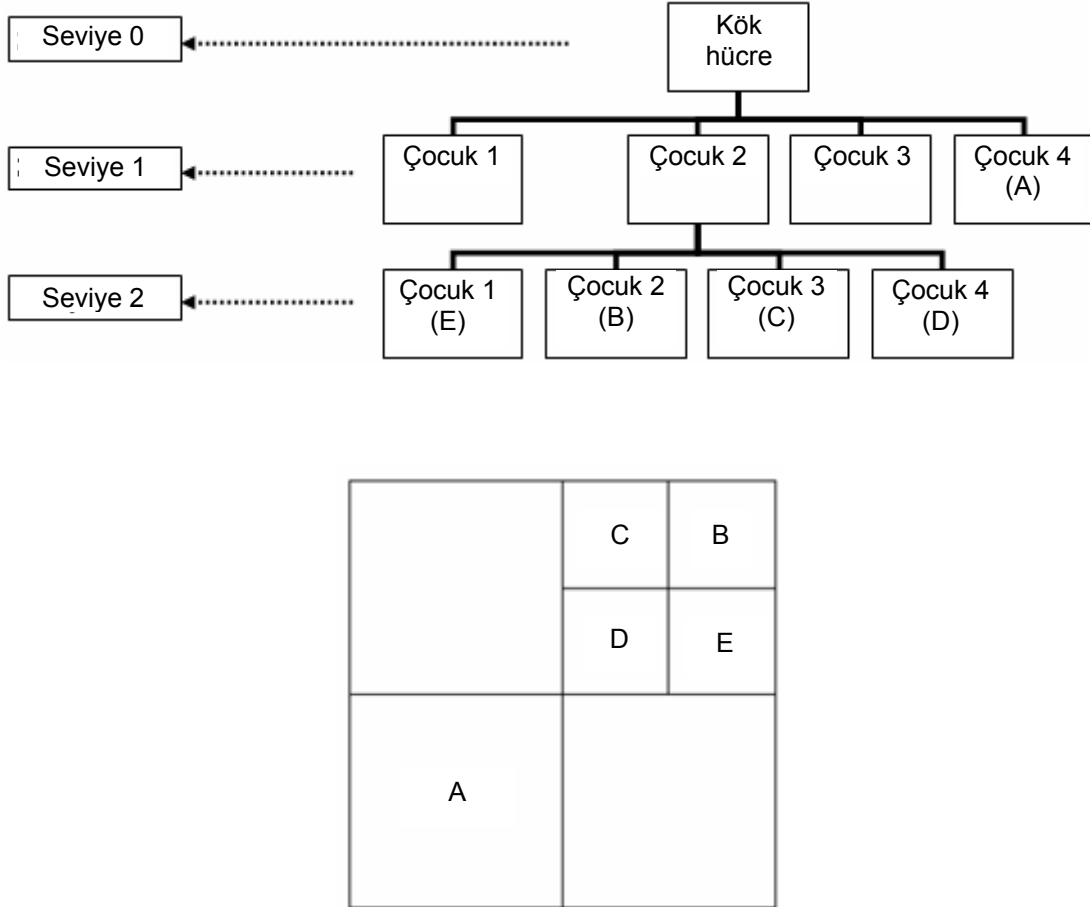 Seviye 0
Kök
hücre
Seviye 1
Çocuk 1
Çocuk 2
Çocuk 3
Çocuk 4
(A)
Seviye 2
Çocuk 1
(E)
Çocuk 2
(B)
Çocuk 3
(C)
Çocuk 4
(D)
C
B
D
E
A